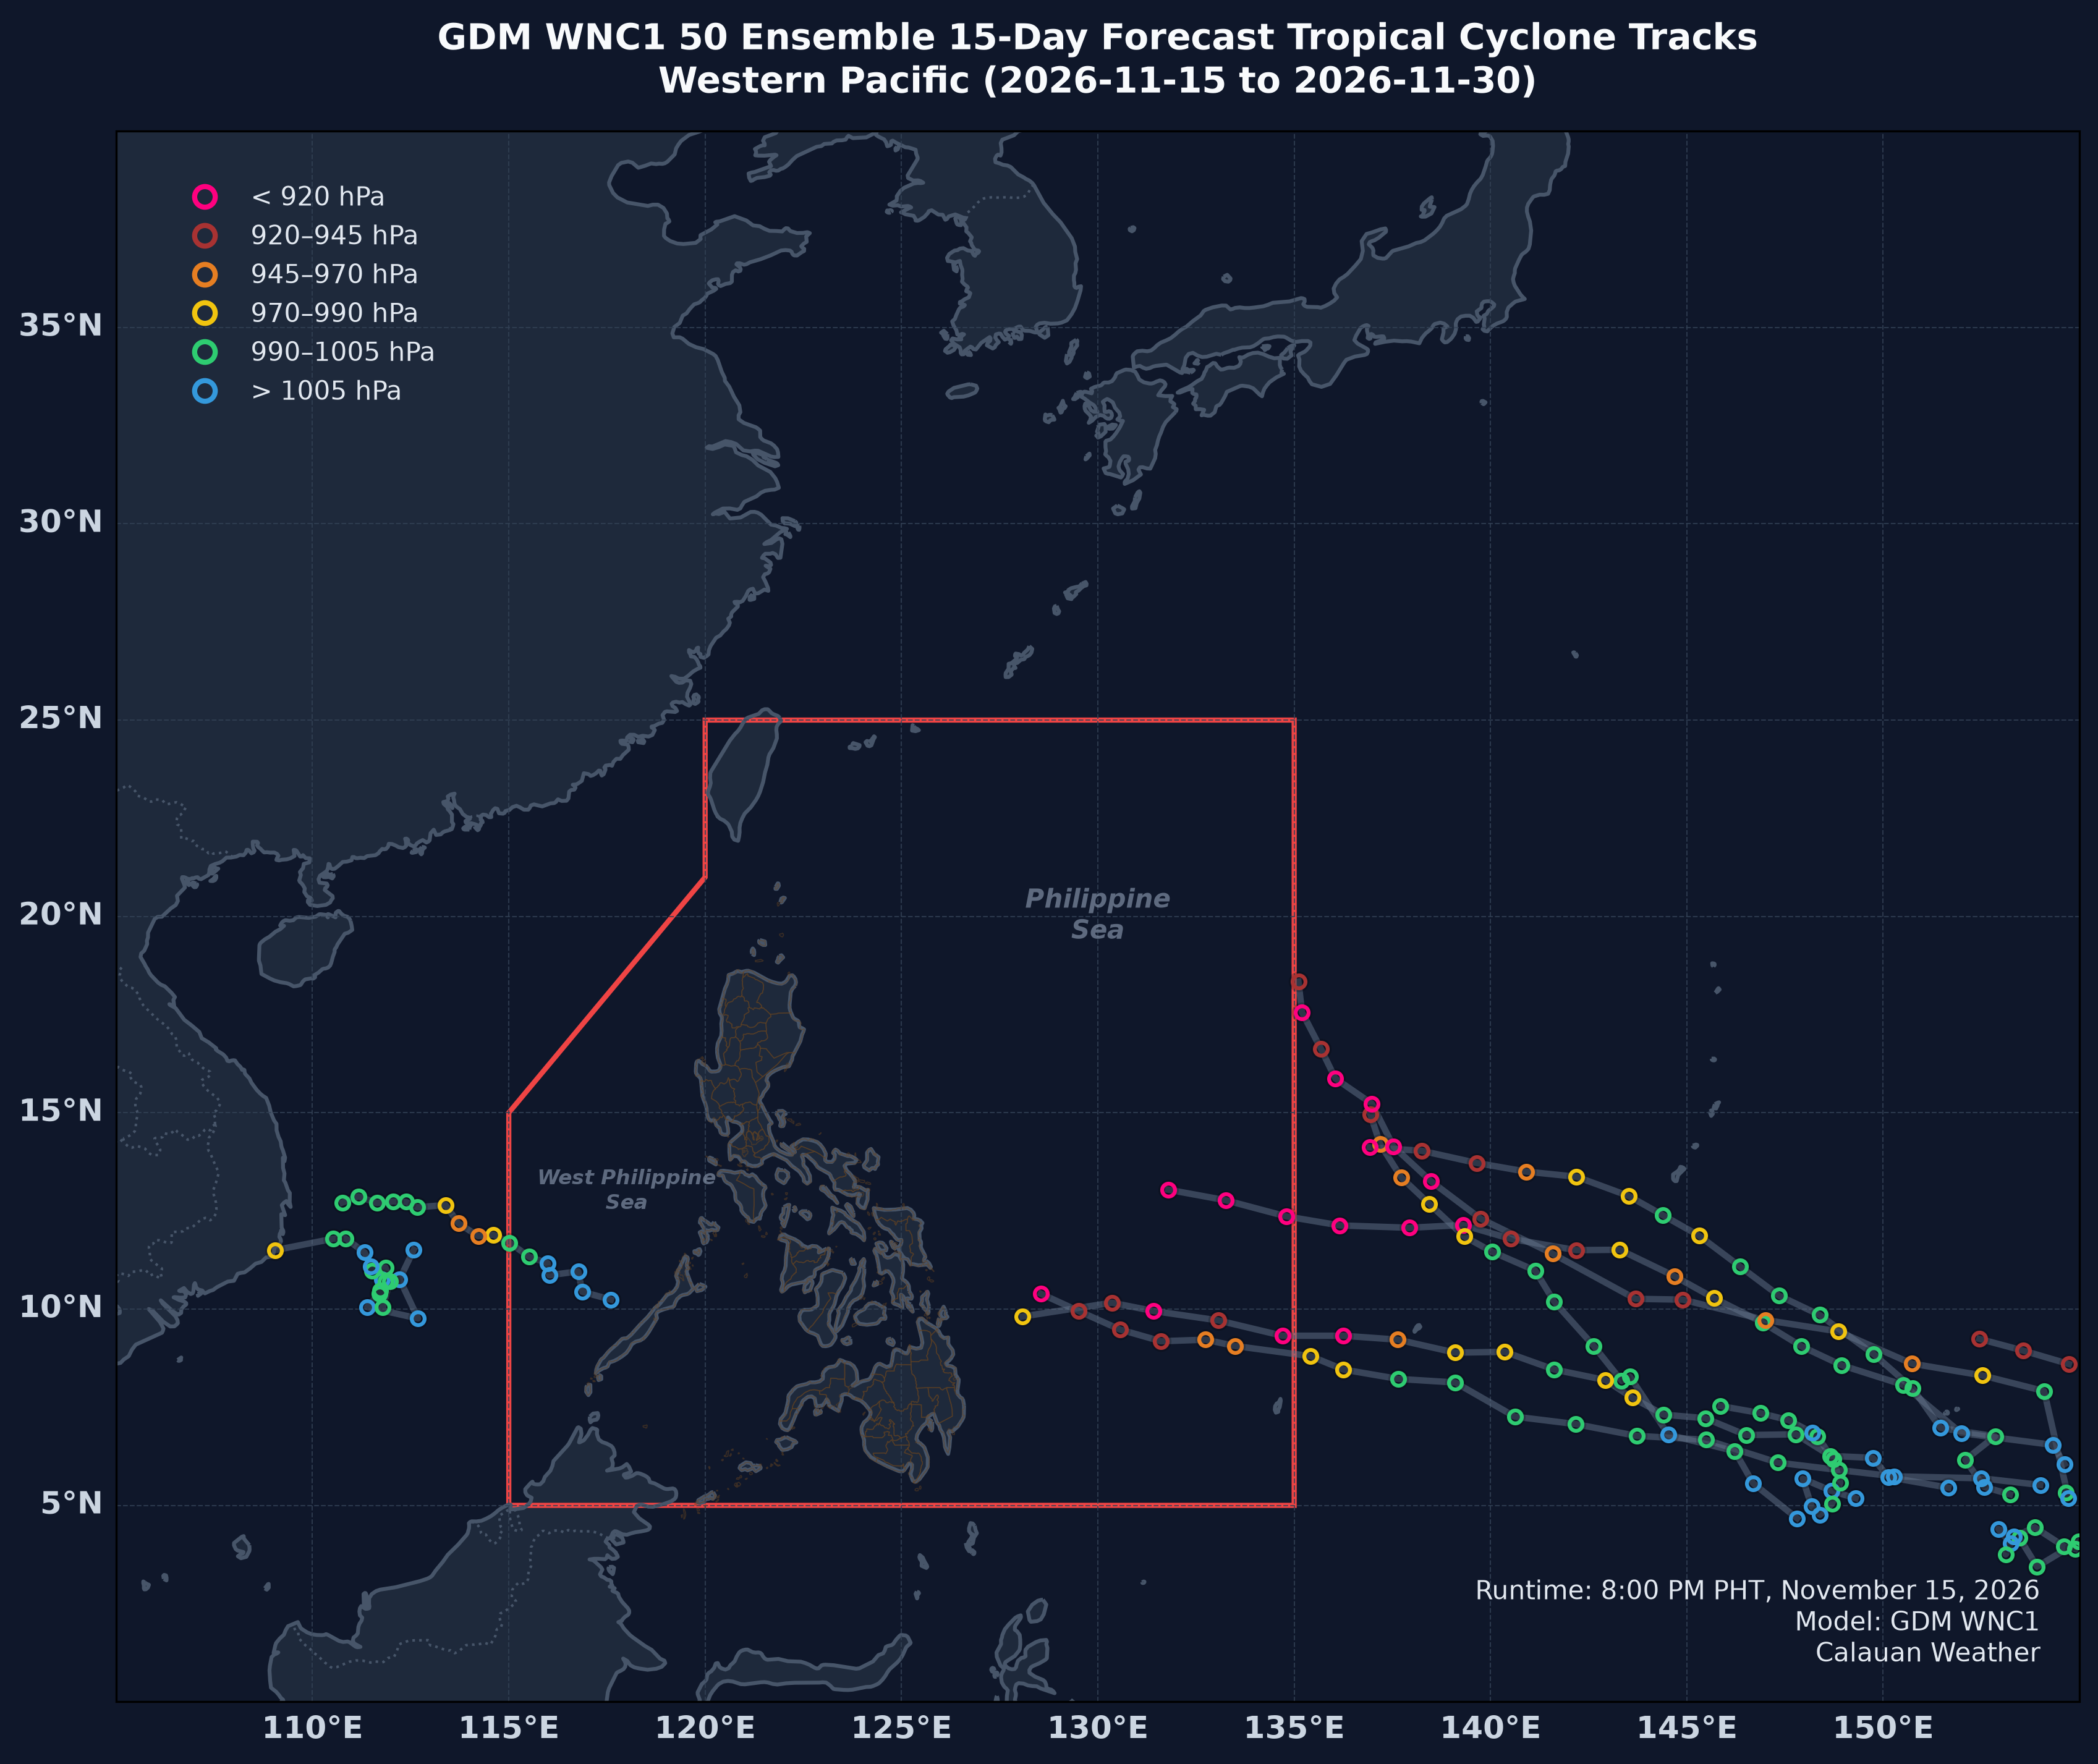 GDM WNC1 50 Ensemble 15-Day Forecast Tropical Cyclone Tracks
Western Pacific (2026-11-15 to 2026-11-30)
< 920 hPa
920–945 hPa
945–970 hPa
970–990 hPa
990–1005 hPa
> 1005 hPa
35°N
30°N
25°N
20°N
15°N
10°N
5°N
Philippine
Sea
West Philippine
Sea
Runtime: 8:00 PM PHT, November 15, 2026
Model: GDM WNC1
Calauan Weather
110°E
115°E
120°E
125°E
130°E
135°E
140°E
145°E
150°E